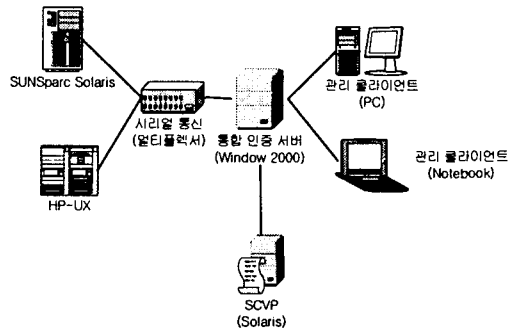 SUNSparc Solaris
시리얼 통신
(멀티플렉서)
통합 인증 서버
(Window 2000)
관리 클라이언트
(PC)
관리 클라이언트
(Notebook)
HP-UX
SCVP
(Solaris)